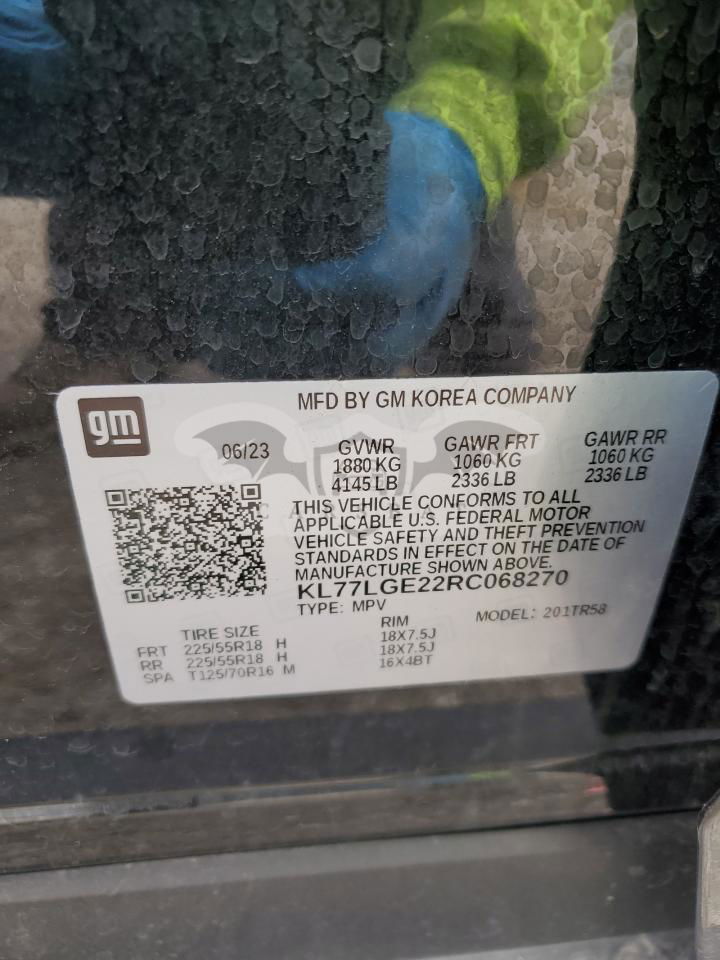 gm
MFD BY GM KOREA COMPANY
06/23
GVWR
1880 KG
4145 LB
GAWR FRT
1060 KG
2336 LB
GAWR RR
1060 KG
2336 LB
THIS VEHICLE CONFORMS TO ALL
APPLICABLE U.S. FEDERAL MOTOR
VEHICLE SAFETY AND THEFT PREVENTION
STANDARDS IN EFFECT ON THE DATE OF
MANUFACTURE SHOWN ABOVE.
KL77LGE22RC068270
TYPE: MPV MODEL: 201TR58
TIRE SIZE RIM
FRT 225/55R18 H 18X7.5J
RR 225/55R18 H 18X7.5J
SPA T125/70R16 M 16X4BT